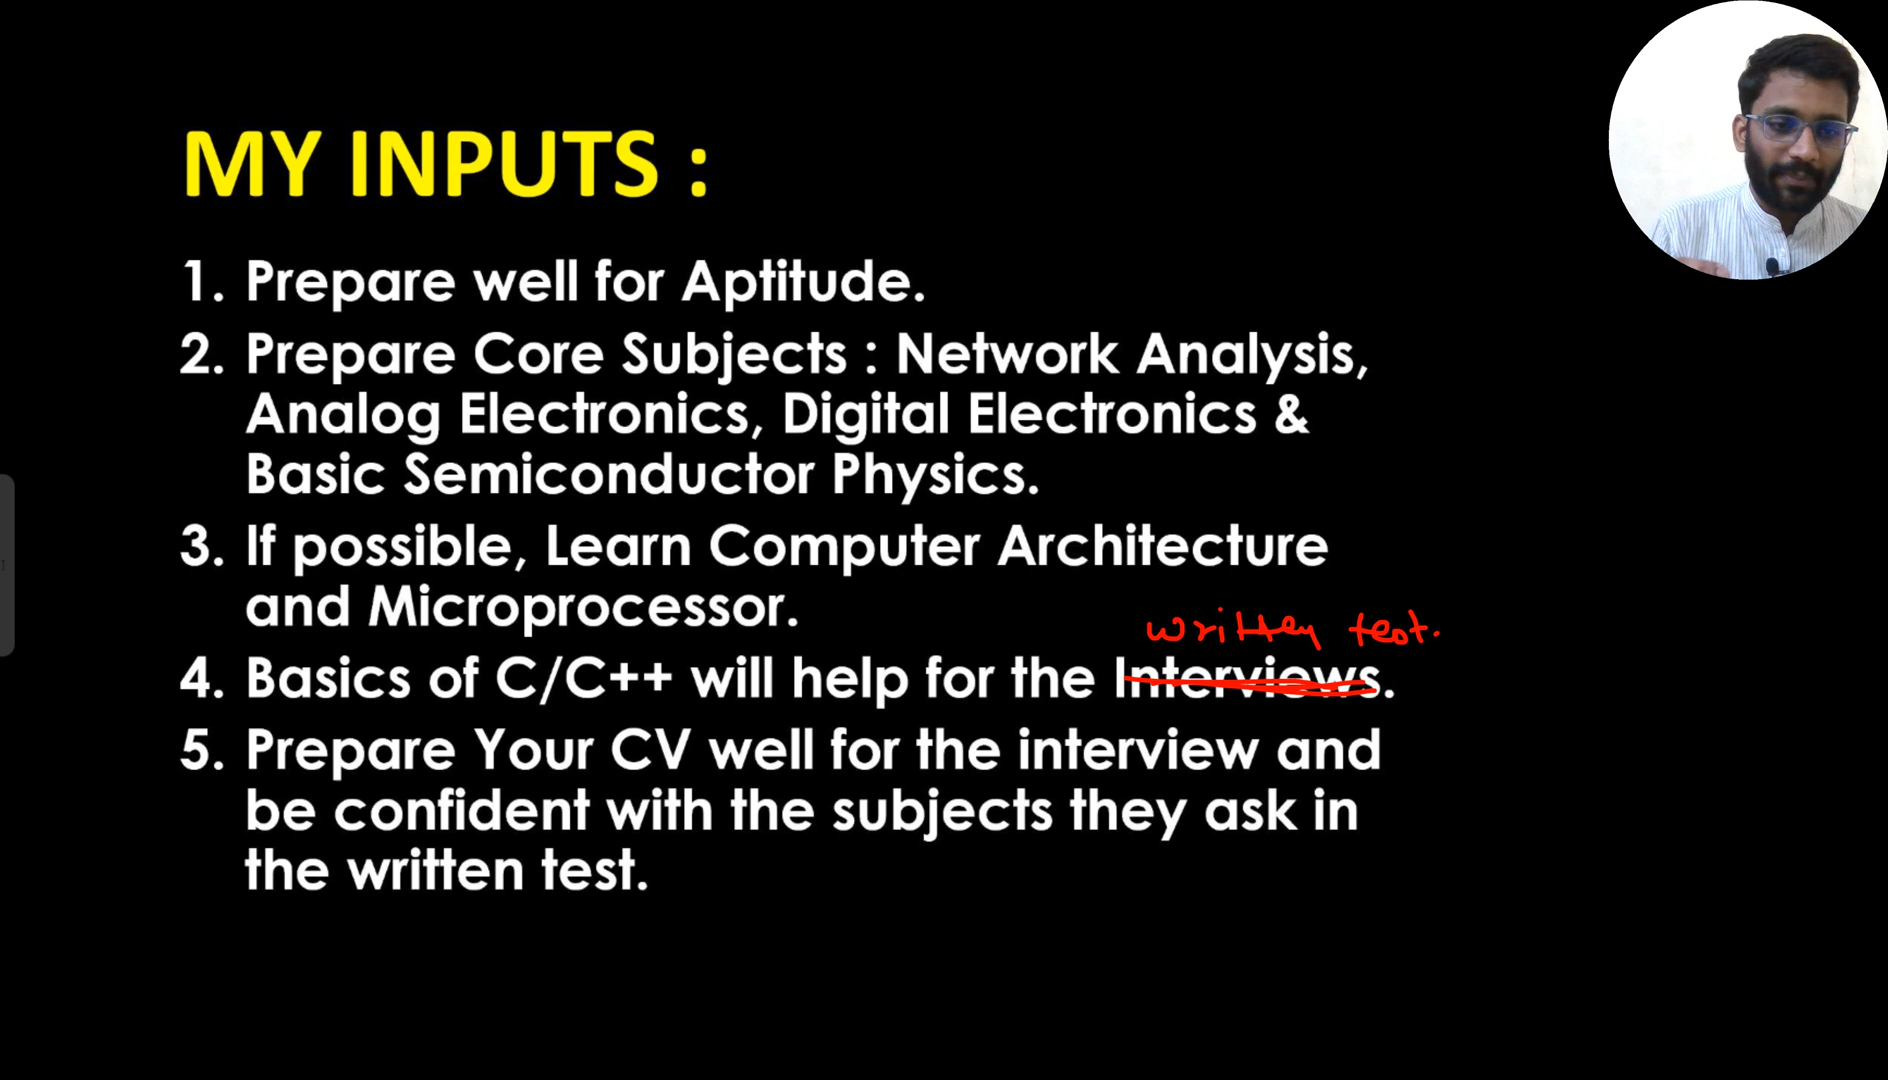 MY INPUTS :
1. Prepare well for Aptitude.
2. Prepare Core Subjects : Network Analysis,
Analog Electronics, Digital Electronics &
Basic Semiconductor Physics.
3. If possible, Learn Computer Architecture
and Microprocessor.
written test.
4. Basics of C/C++ will help for the Interviews.
5. Prepare Your CV well for the interview and
be confident with the subjects they ask in
the written test.